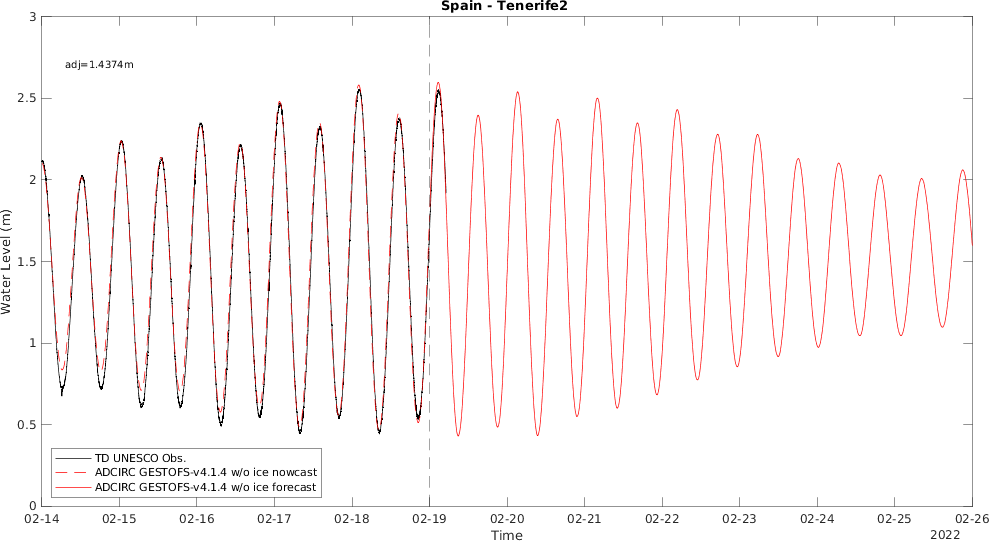 Spain - Tenerife2
adj=1.4374m
3
2.5
2
1.5
1
0.5
0
Water Level (m)
TD UNESCO Obs.
ADCIRC GESTOFS-v4.1.4 w/o ice nowcast
ADCIRC GESTOFS-v4.1.4 w/o ice forecast
02-14 02-15 02-16 02-17 02-18 02-19 02-20 02-21 02-22 02-23 02-24 02-25 02-26
Time
2022